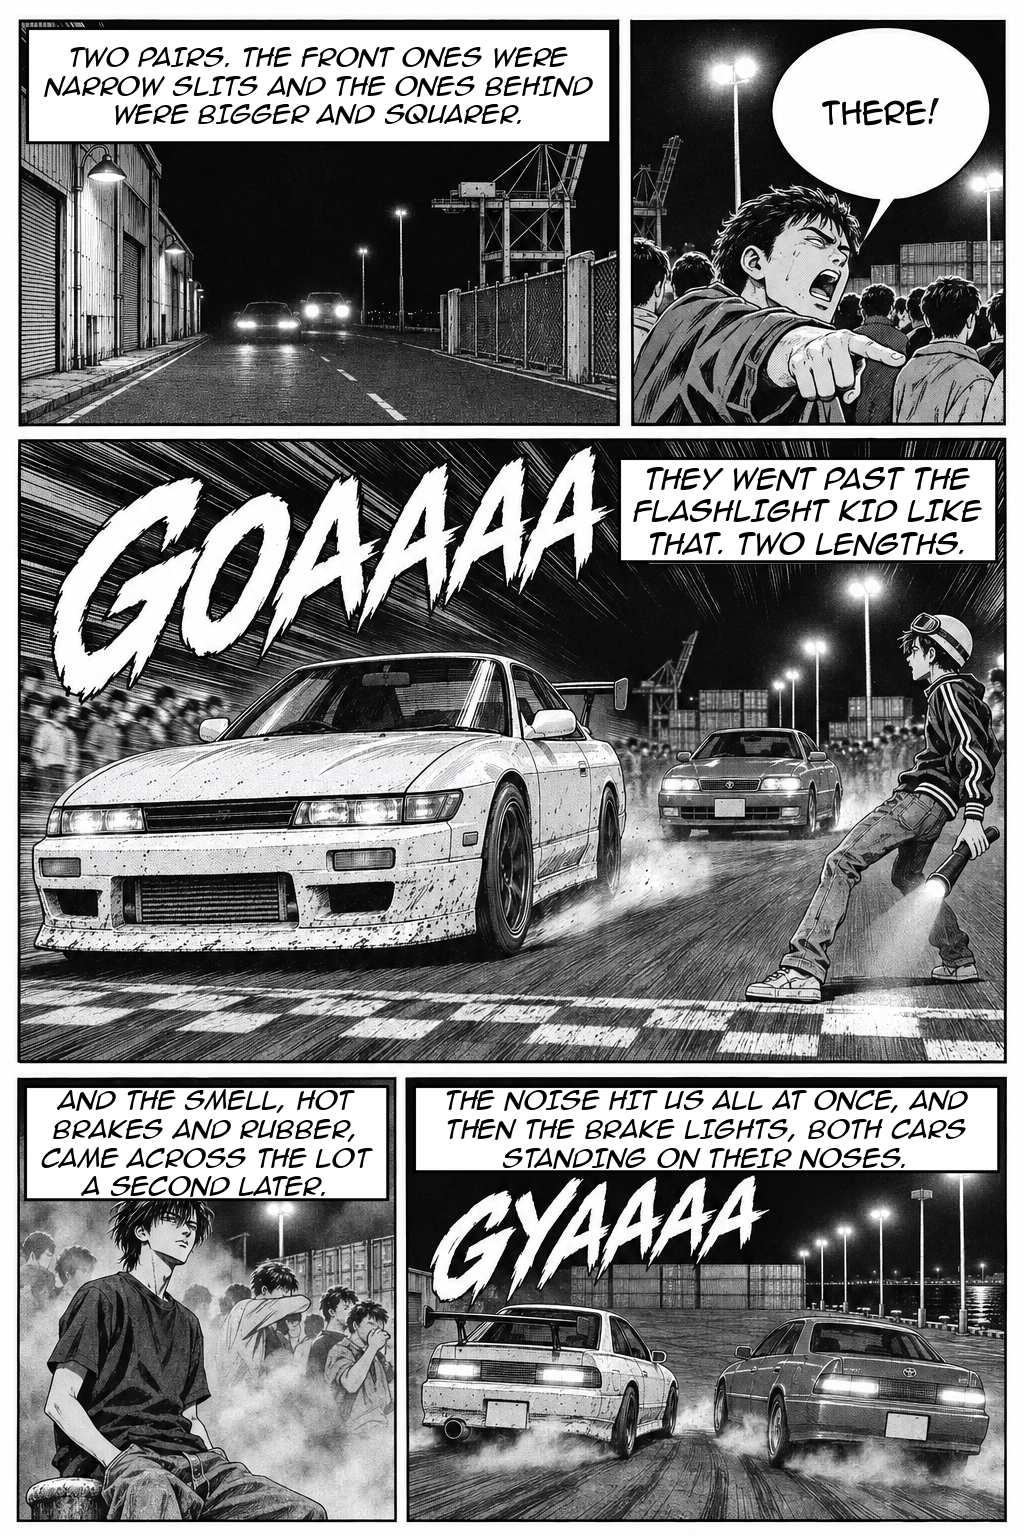 TWO PAIRS. THE FRONT ONES WERE
NARROW SLITS AND THE ONES BEHIND
WERE BIGGER AND SQUARER.
THERE!
GOAAAA
THEY WENT PAST THE
FLASHLIGHT KID LIKE
THAT. TWO LENGTHS.
AND THE SMELL, HOT
BRAKES AND RUBBER,
CAME ACROSS THE LOT
A SECOND LATER.
THE NOISE HIT US ALL AT ONCE, AND
THEN THE BRAKE LIGHTS, BOTH CARS
STANDING ON THEIR NOSES.
GYAAAA